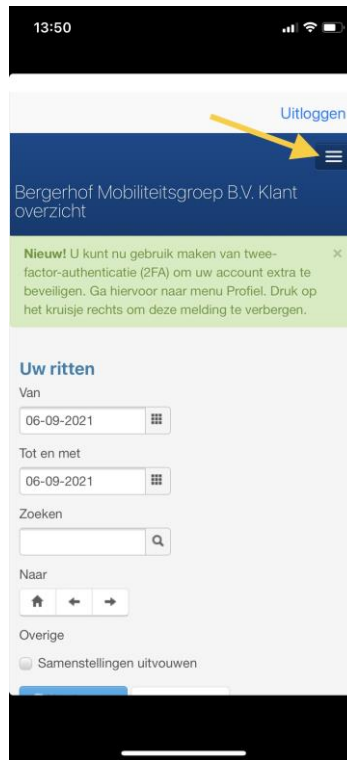 13:50
Uitloggen
Bergerhof Mobiliteitsgroep B.V. Klant
overzicht
Nieuw! U kunt nu gebruik maken van twee-
factor-authenticatie (2FA) om uw account extra te
beveiligen. Ga hiervoor naar menu Profiel. Druk op
het kruisje rechts om deze melding te verbergen.
Uw ritten
Van
06-09-2021
Tot en met
06-09-2021
Zoeken
Naar
Overige
Samenstellingen uitvouwen